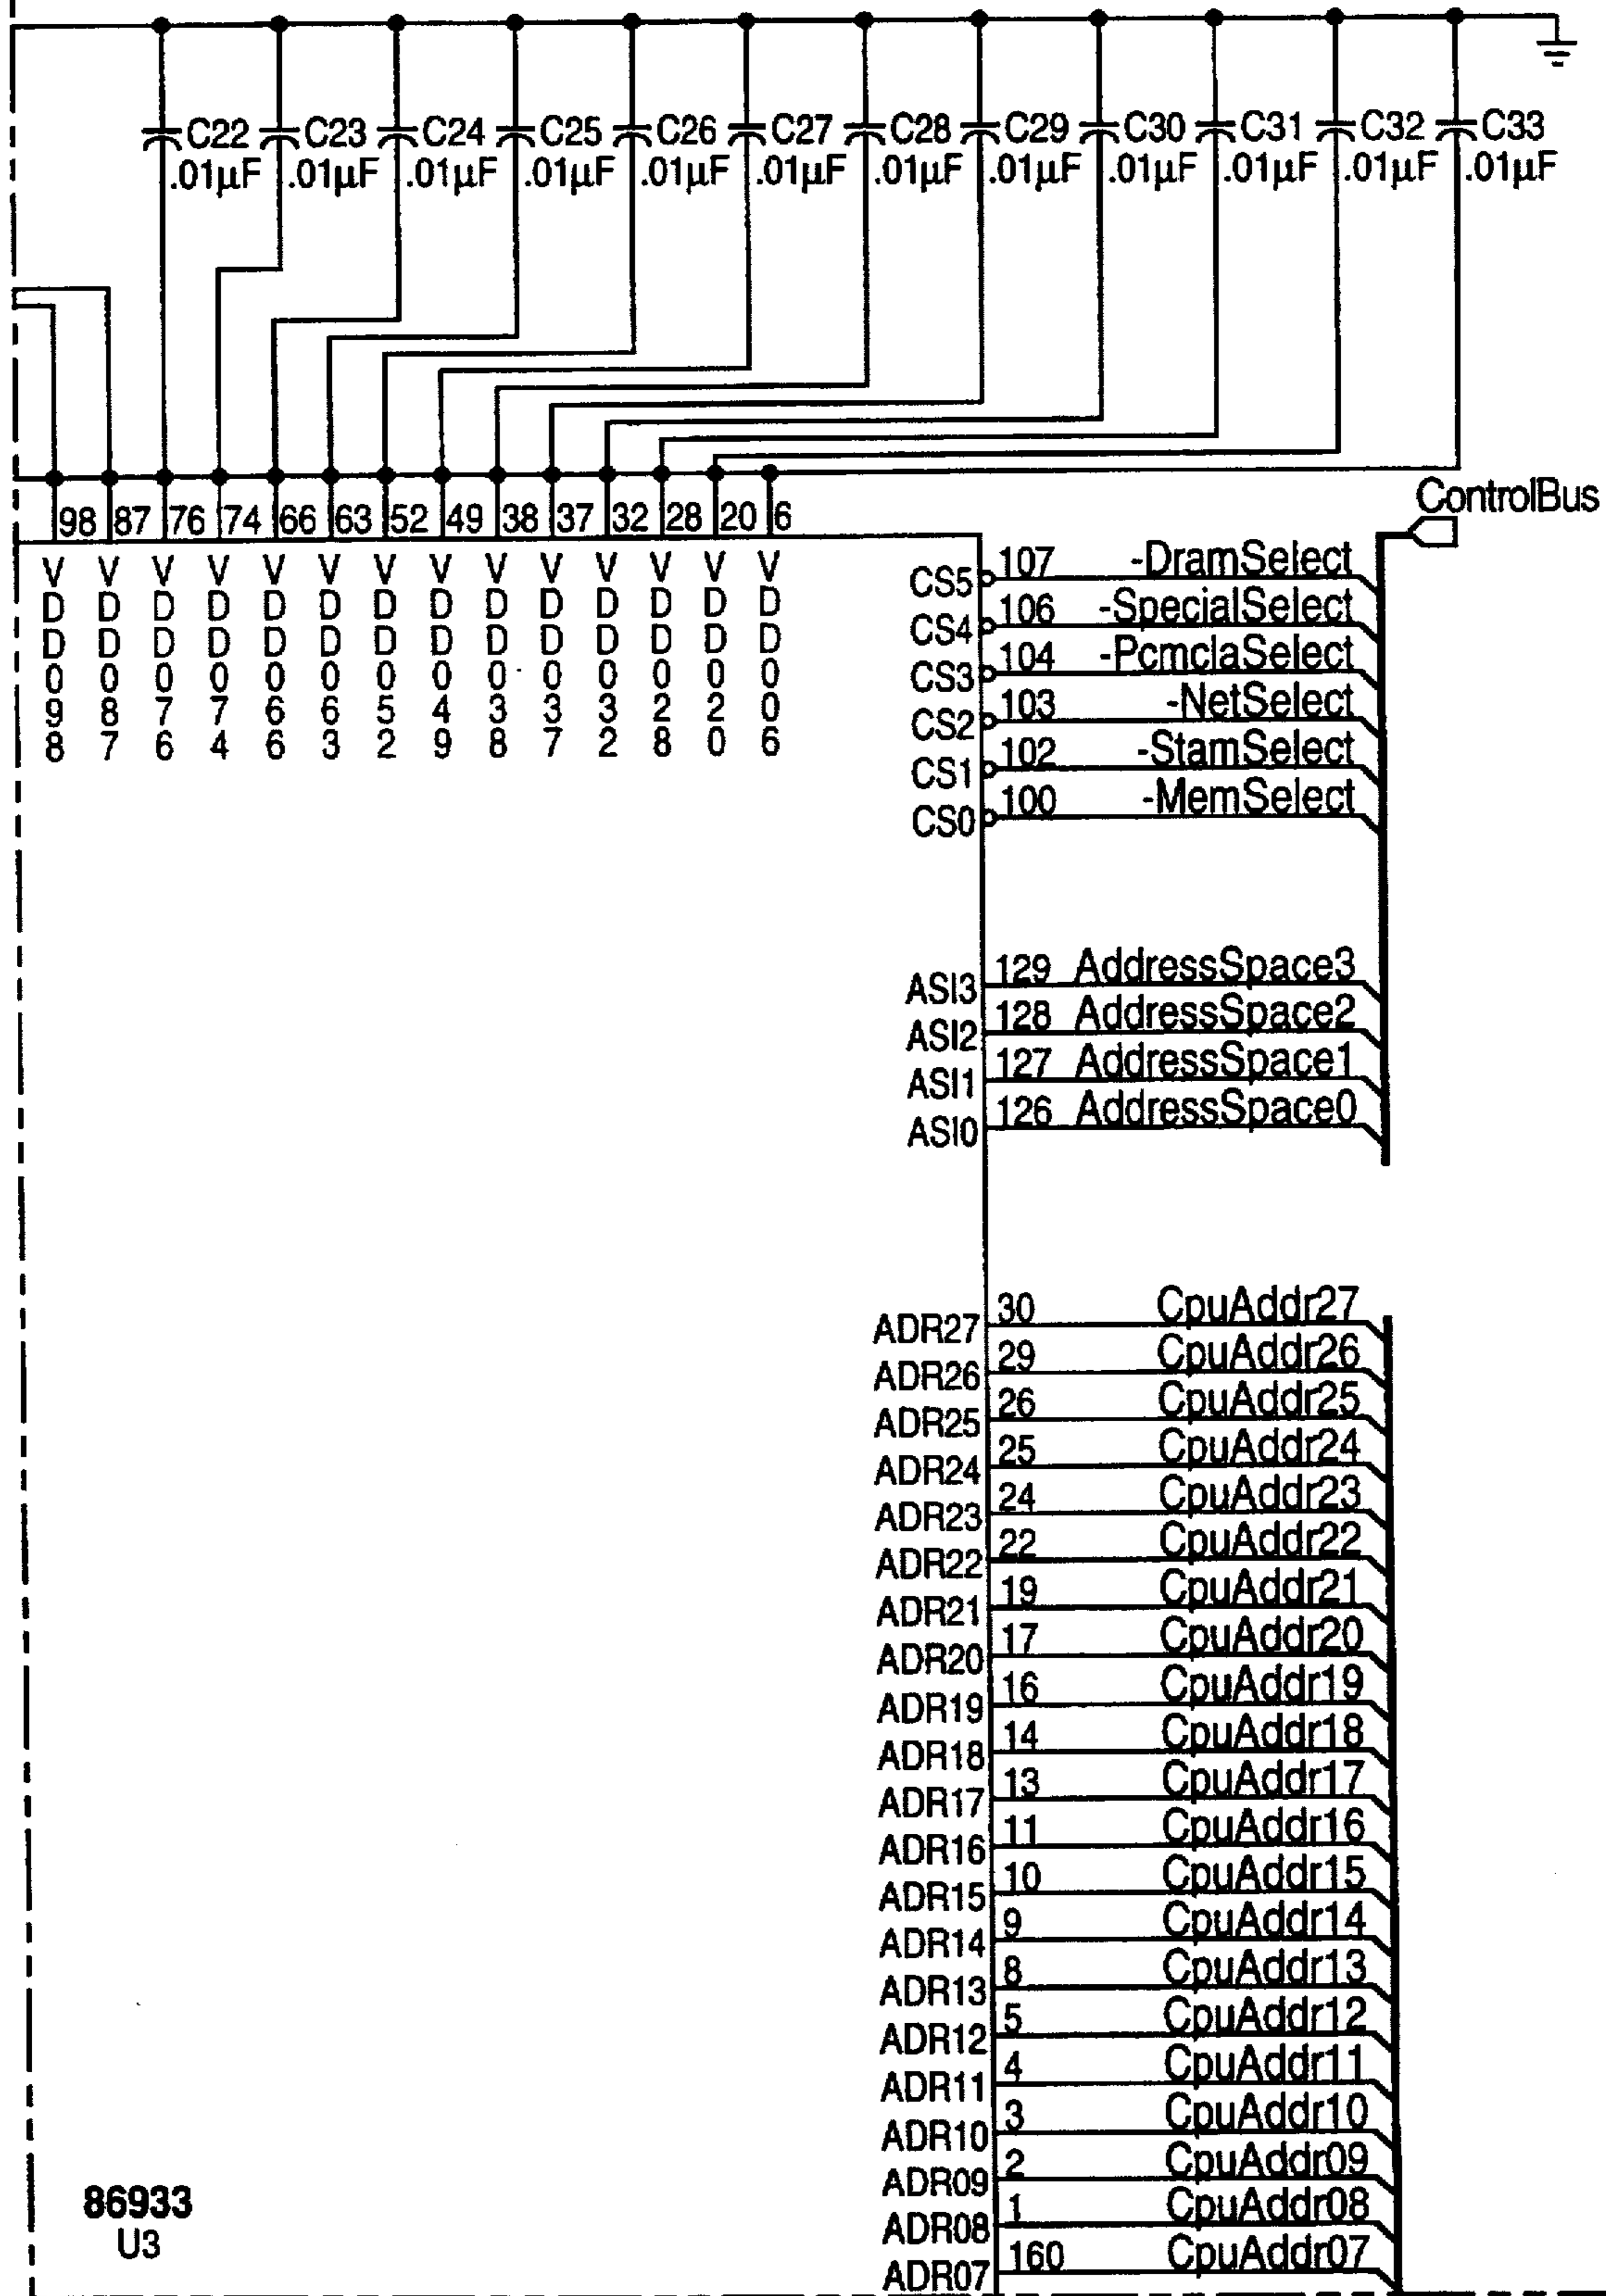 C22 C23 C24 C25 C26 C27 C28 C29 C30 C31 C32 C33
.01µF .01µF .01µF .01µF .01µF .01µF .01µF .01µF .01µF .01µF .01µF .01µF
ControlBus
98 87 76 74 66 63 52 49 38 37 32 28 20 6
VDD098 VDD087 VDD076 VDD074 VDD066 VDD063 VDD052 VDD049 VDD038 VDD037 VDD032 VDD028 VDD020 VDD006
CS5 107 -DramSelect
CS4 106 -SpecialSelect
CS3 104 -PcmclaSelect
CS2 103 -NetSelect
CS1 102 -StamSelect
CS0 100 -MemSelect
ASI3 129 AddressSpace3
ASI2 128 AddressSpace2
ASI1 127 AddressSpace1
ASI0 126 AddressSpace0
ADR27 30 CpuAddr27
ADR26 29 CpuAddr26
ADR25 26 CpuAddr25
ADR24 25 CpuAddr24
ADR23 24 CpuAddr23
ADR22 22 CpuAddr22
ADR21 19 CpuAddr21
ADR20 17 CpuAddr20
ADR19 16 CpuAddr19
ADR18 14 CpuAddr18
ADR17 13 CpuAddr17
ADR16 11 CpuAddr16
ADR15 10 CpuAddr15
ADR14 9 CpuAddr14
ADR13 8 CpuAddr13
ADR12 5 CpuAddr12
ADR11 4 CpuAddr11
ADR10 3 CpuAddr10
ADR09 2 CpuAddr09
ADR08 1 CpuAddr08
ADR07 160 CpuAddr07
86933
U3